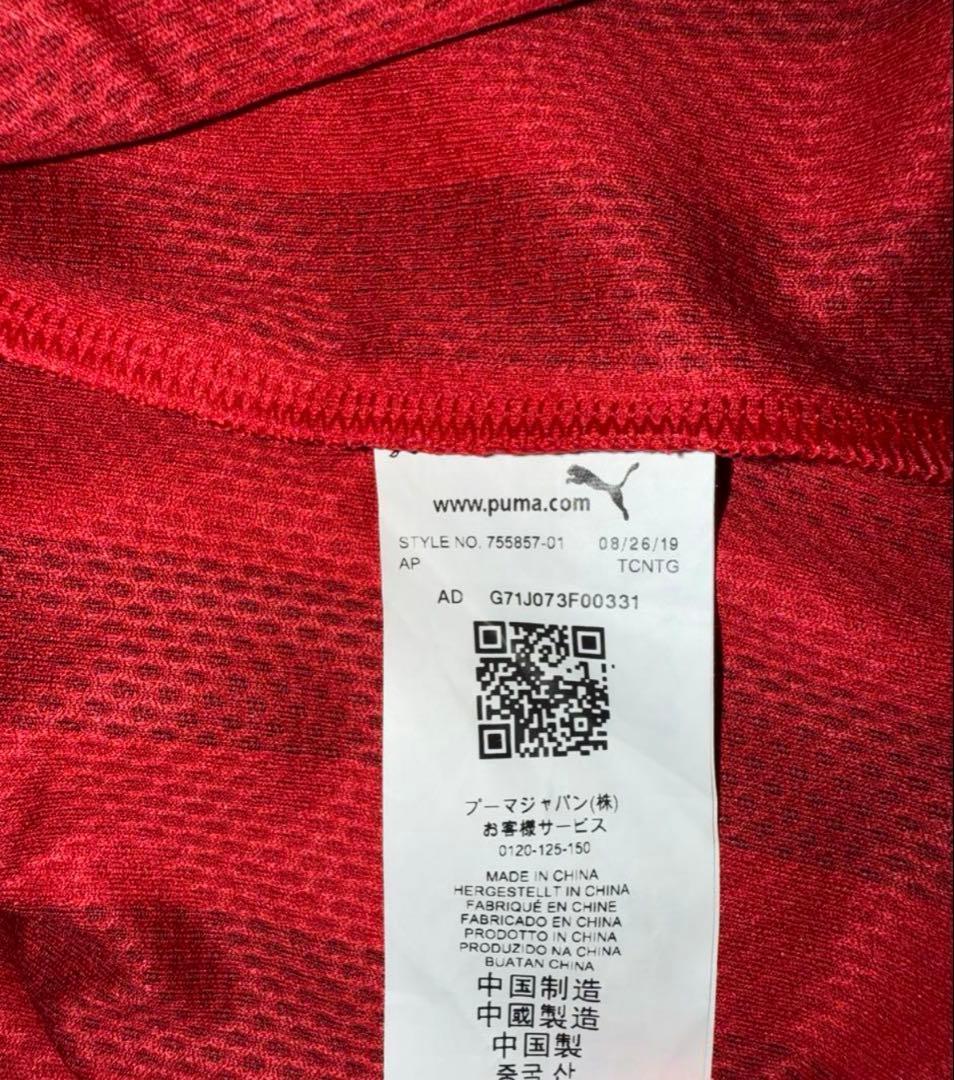 www.puma.com
STYLE NO. 755857-01 08/26/19
AP TCNTG
AD G71J073F00331
プーマジャパン(株)
お客様サービス
0120-125-150
MADE IN CHINA
HERGESTELLT IN CHINA
FABRIQUÉ EN CHINE
FABRICADO EN CHINA
PRODOTTO IN CHINA
PRODUZIDO NA CHINA
BUATAN CHINA
中国制造
中國製造
中国製
중국 산